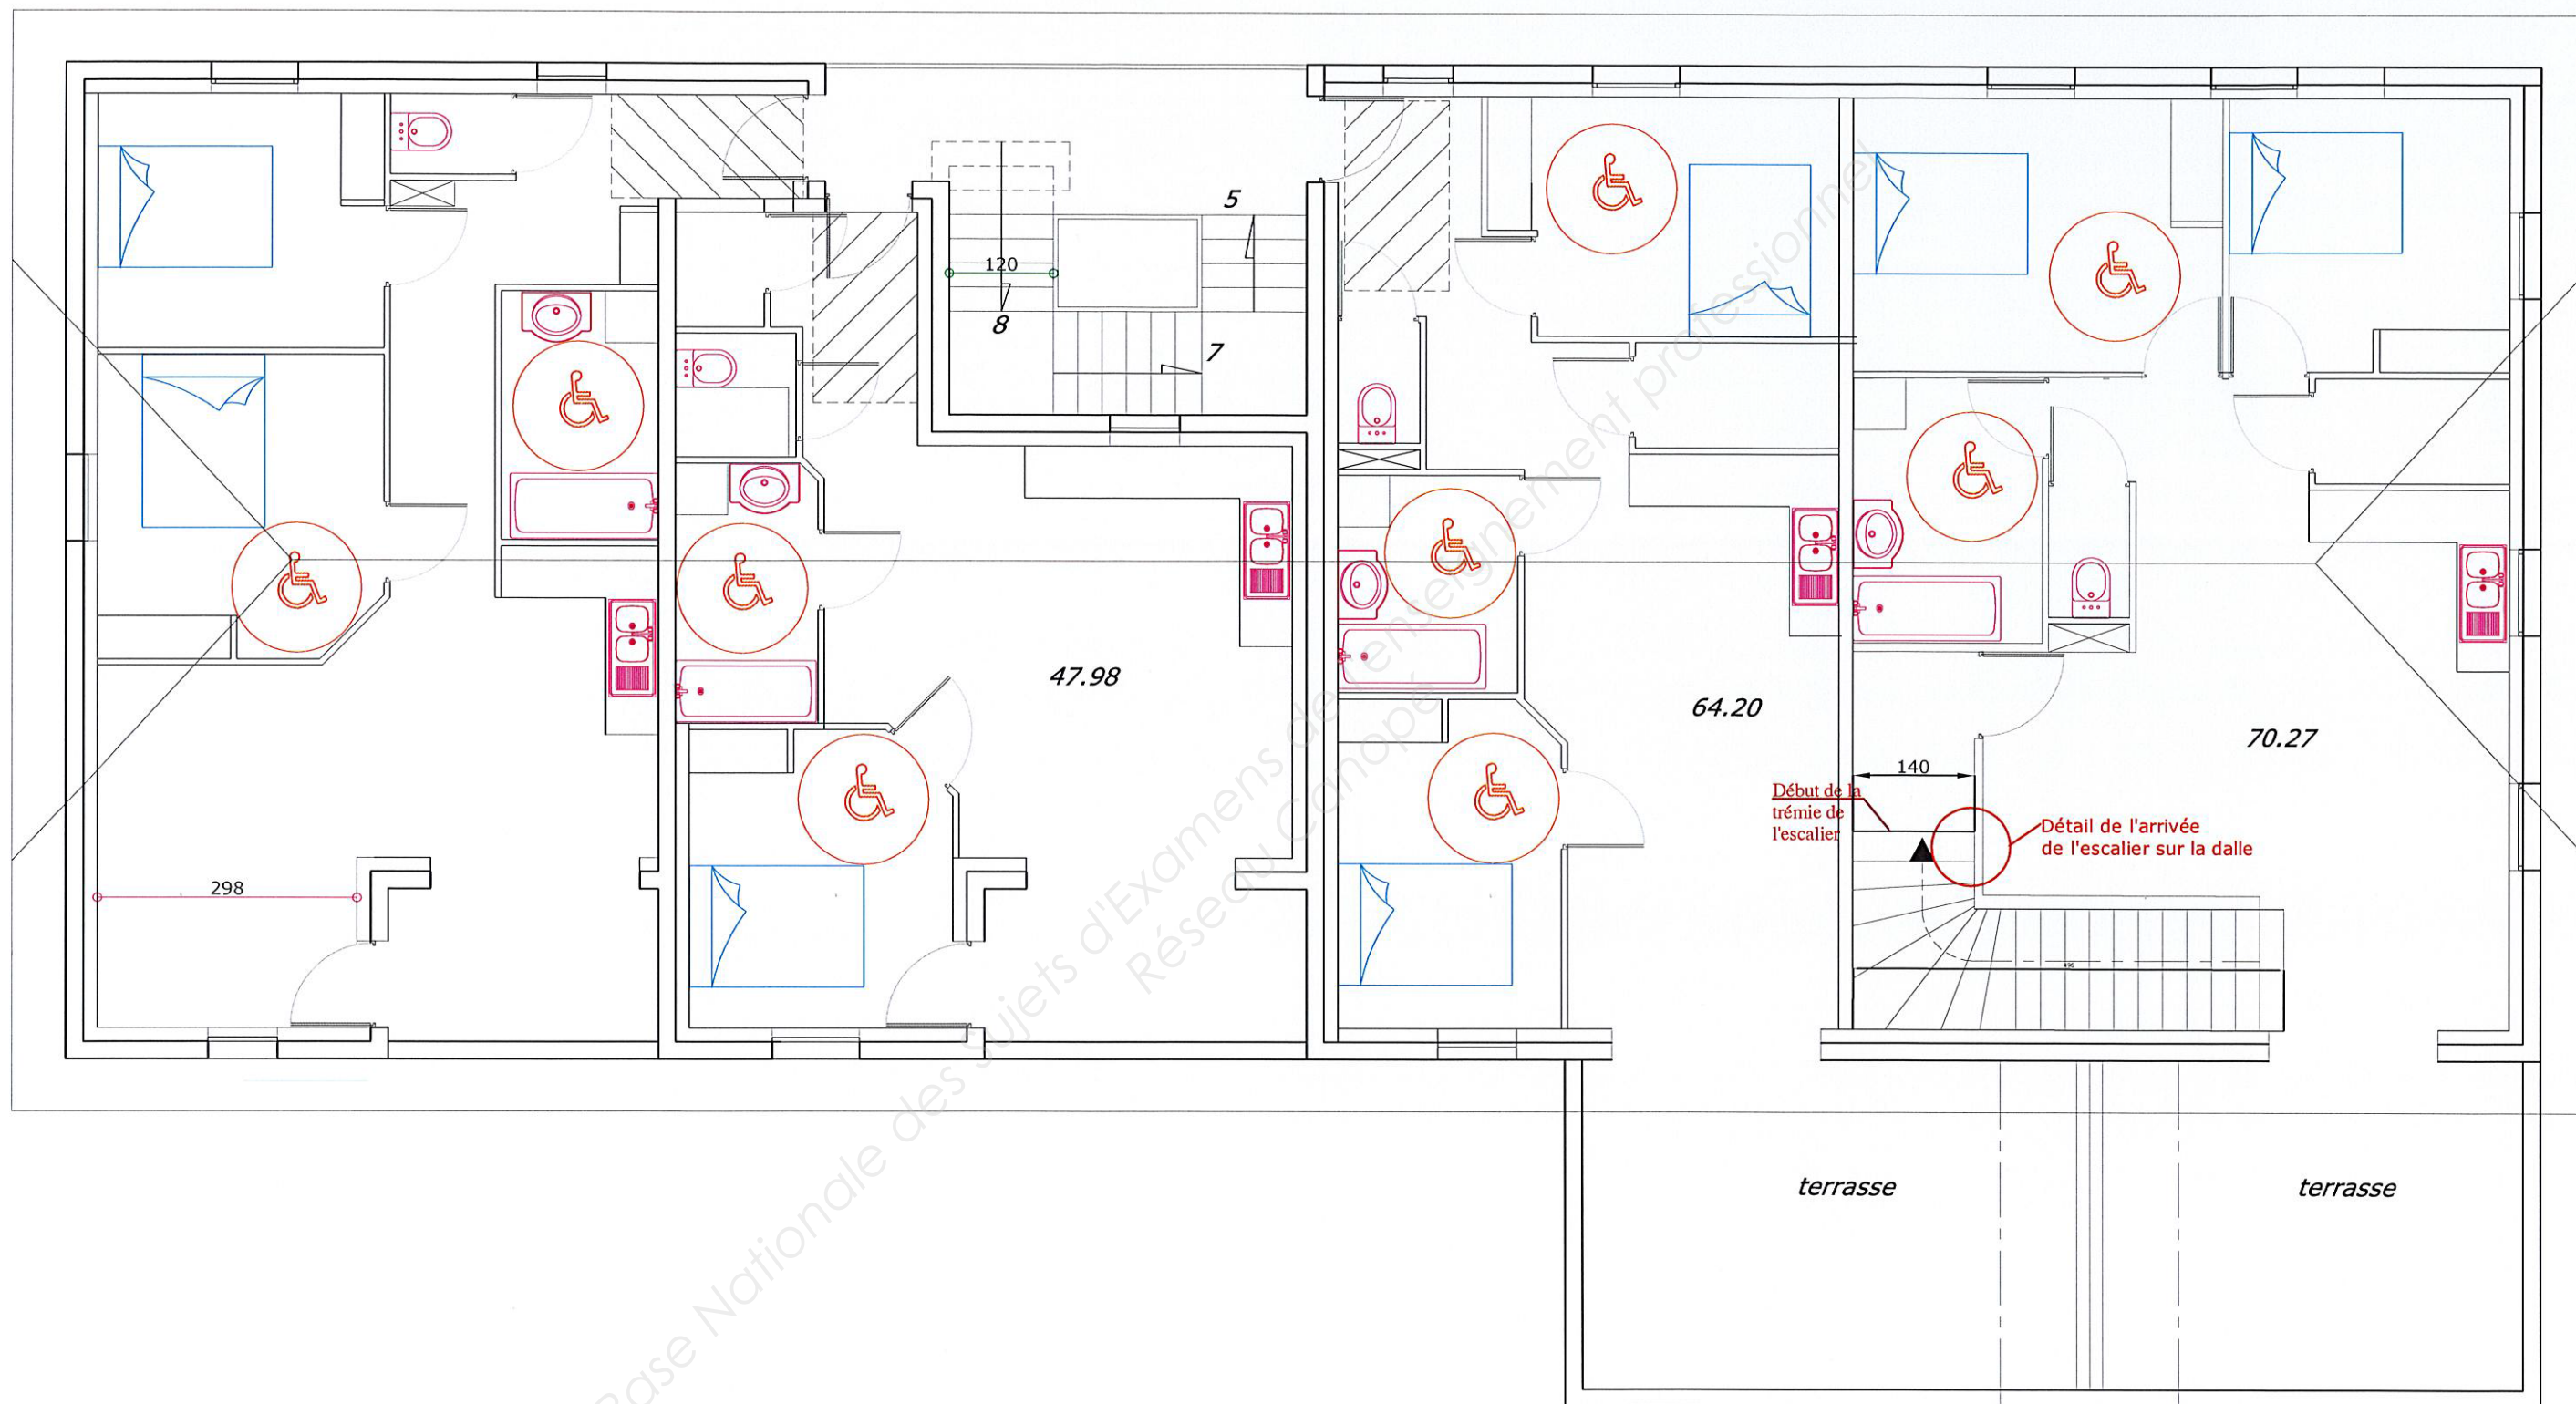 5
120
8
7
47.98
64.20
70.27
140
Début de la
trémie de
l'escalier
Détail de l'arrivée
de l'escalier sur la dalle
298
terrasse
terrasse
Base Nationale des Sujets d'Examens de l'enseignement professionnel
Réseau Canopé